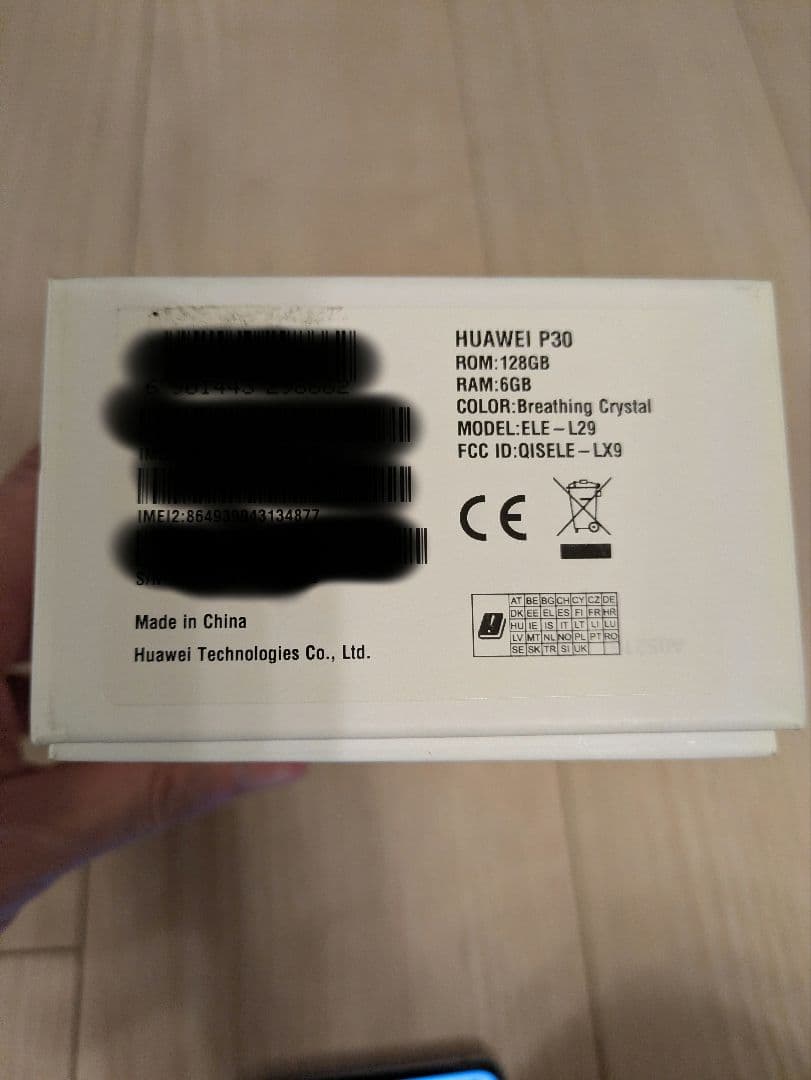 IMEI2:
Made in China
Huawei Technologies Co., Ltd.
HUAWEI P30
ROM:128GB
RAM:6GB
COLOR:Breathing Crystal
MODEL:ELE-L29
FCC ID:QISELE-LX9
CE
AT BE BG CH CY CZ DE
DK EE EL ES FI FR HR
HU IE IS IT LT LI LU
LV MT NL NO PL PT RO
SE SK TR SI UK